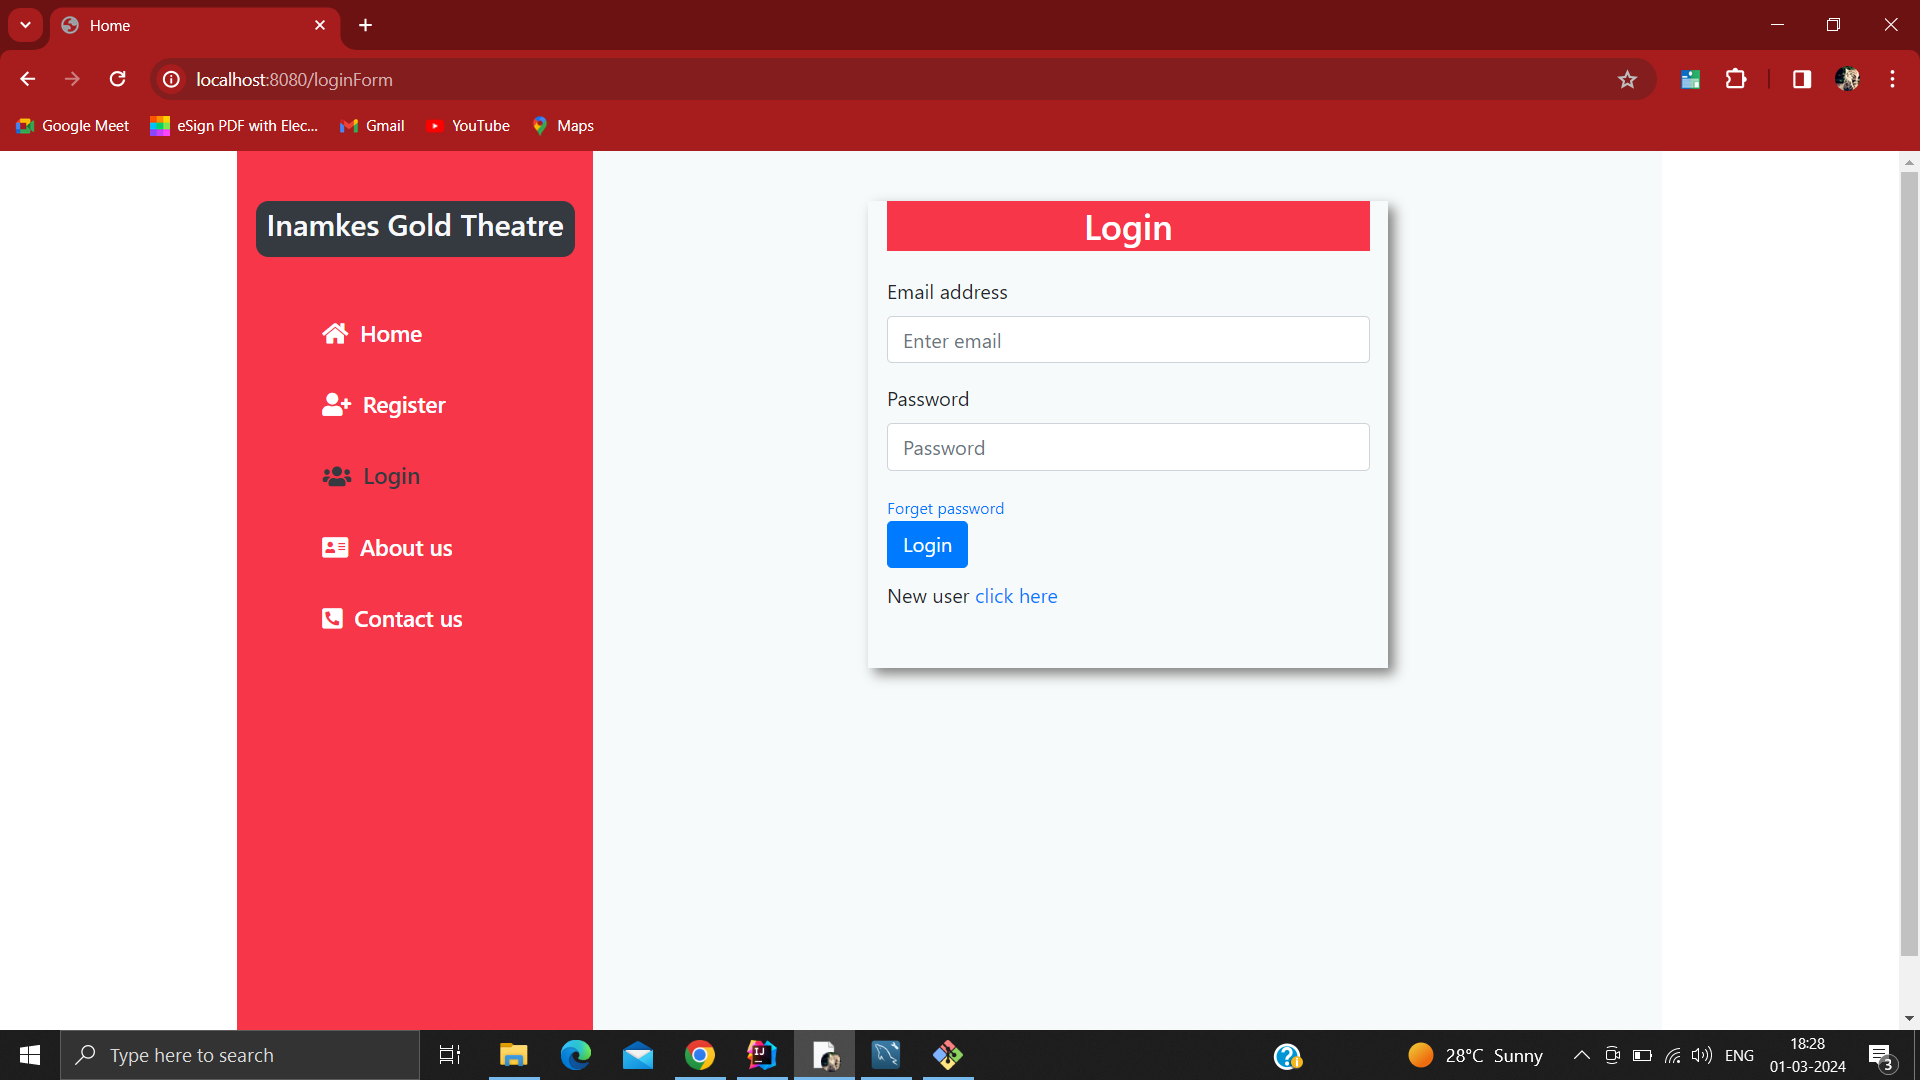 Home
localhost:8080/loginForm
Google Meet
eSign PDF with Elec...
Gmail
YouTube
Maps
Inamkes Gold Theatre
Home
Register
Login
About us
Contact us
Login
Email address
Enter email
Password
Password
Forget password
Login
New user click here
Type here to search
28°C Sunny
ENG
18:28
01-03-2024
3